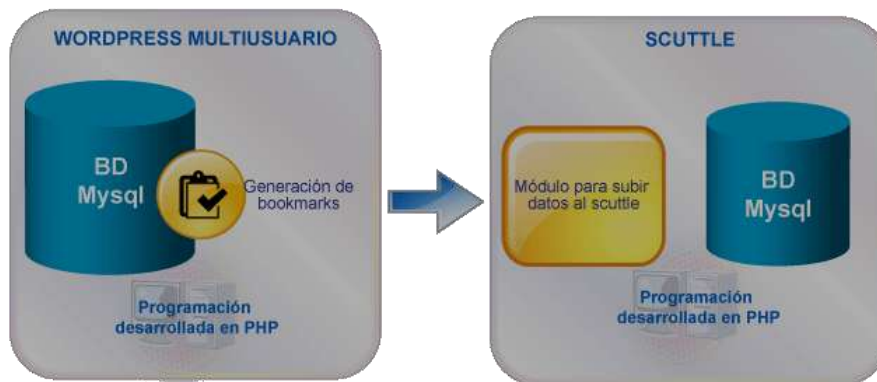 WORDPRESS MULTIUSUARIO
BD
Mysql
Generación de
bookmarks
Programación
desarrollada en PHP
SCUTTLE
Módulo para subir
datos al scuttle
BD
Mysql
Programación
desarrollada en PHP